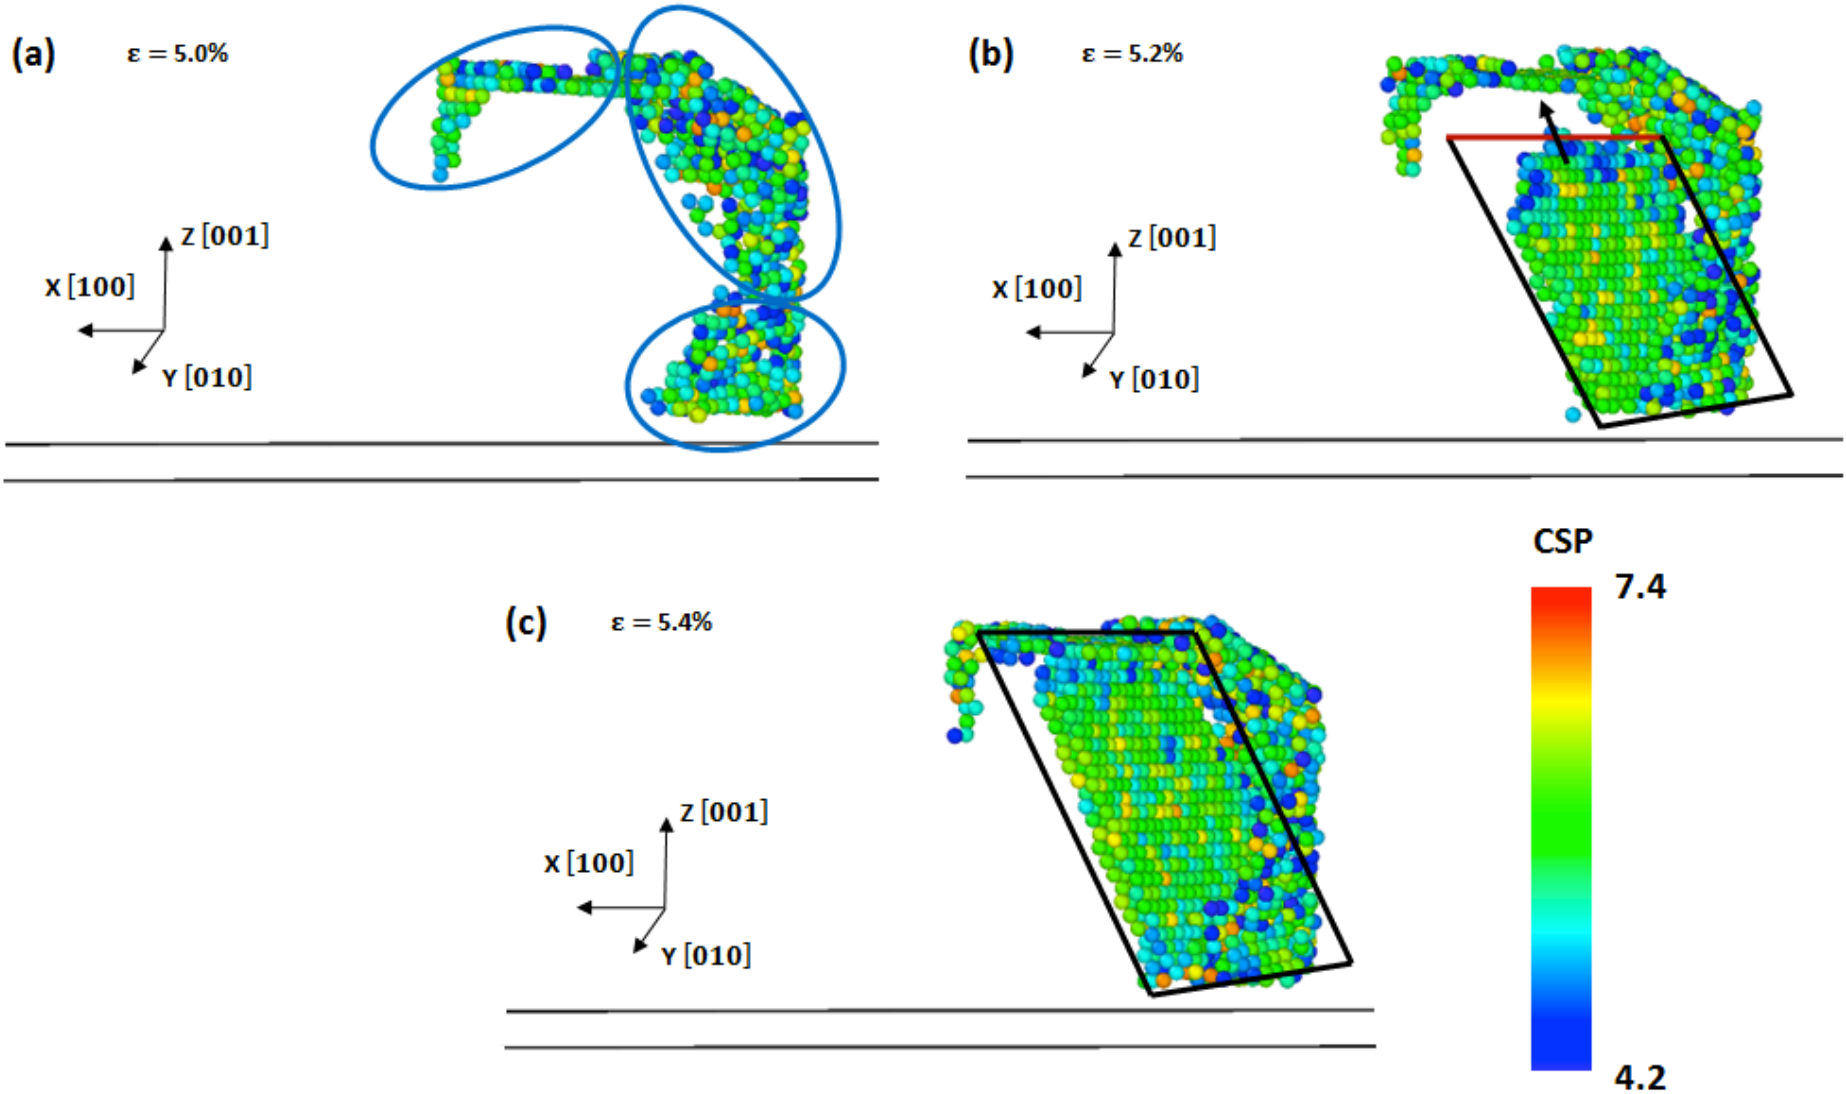 (a) ε = 5.0%
Z [001]
X [100]
Y [010]
(b) ε = 5.2%
Z [001]
X [100]
Y [010]
(c) ε = 5.4%
Z [001]
X [100]
Y [010]
CSP
7.4
4.2